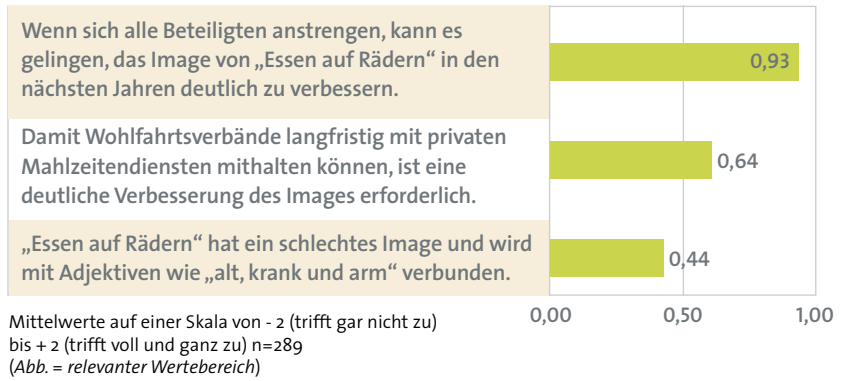 Wenn sich alle Beteiligten anstrengen, kann es
gelingen, das Image von „Essen auf Rädern“ in den
nächsten Jahren deutlich zu verbessern.
0,93
Damit Wohlfahrtsverbände langfristig mit privaten
Mahlzeitendiensten mithalten können, ist eine
deutliche Verbesserung des Images erforderlich.
0,64
„Essen auf Rädern“ hat ein schlechtes Image und wird
mit Adjektiven wie „alt, krank und arm“ verbunden.
0,44
0,00 0,50 1,00
Mittelwerte auf einer Skala von - 2 (trifft gar nicht zu)
bis + 2 (trifft voll und ganz zu) n=289
(Abb. = relevanter Wertebereich)